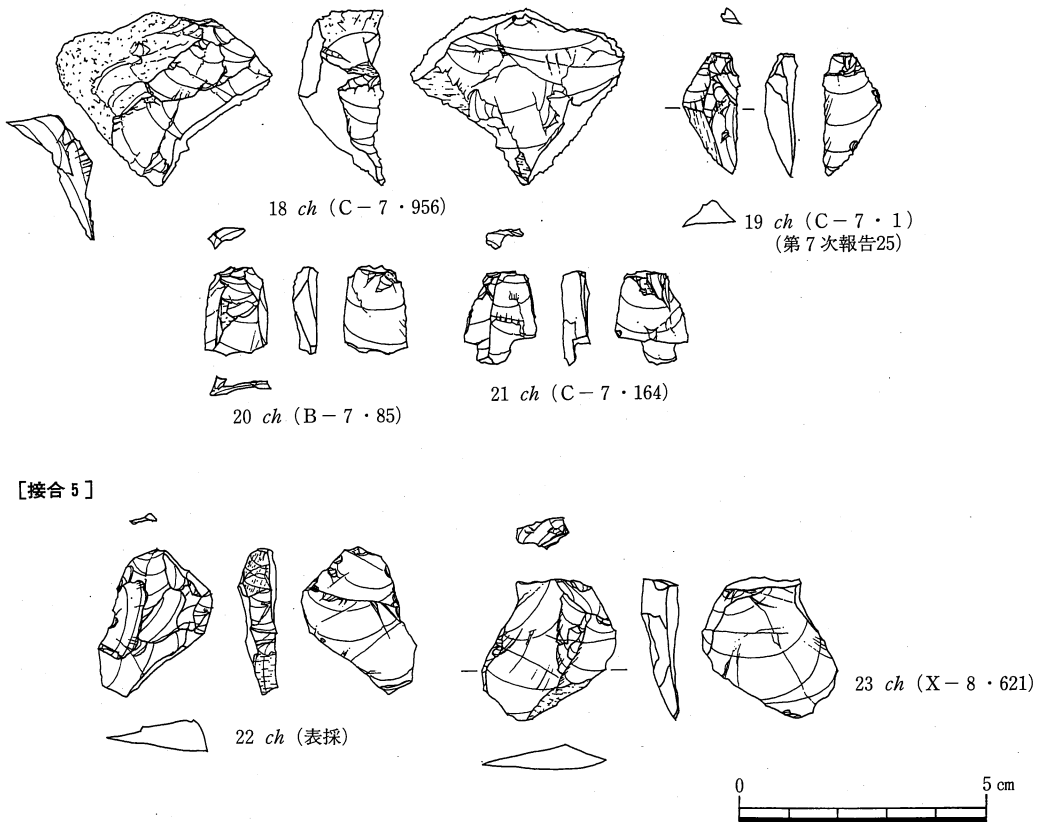 18 ch (C-7・956)
19 ch (C-7・1)
(第7次報告25)
20 ch (B-7・85)
21 ch (C-7・164)
[接合5]
22 ch (表採)
23 ch (X-8・621)
0 5 cm